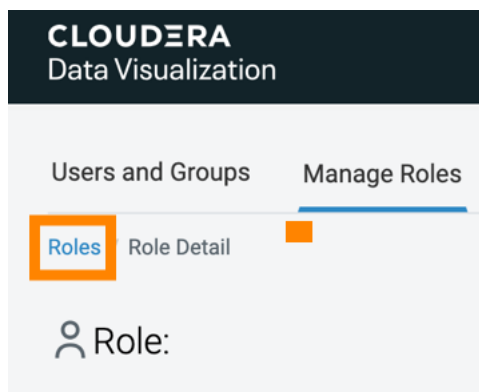 CLOUDERA
Data Visualization
Users and Groups Manage Roles
Roles / Role Detail
Role: